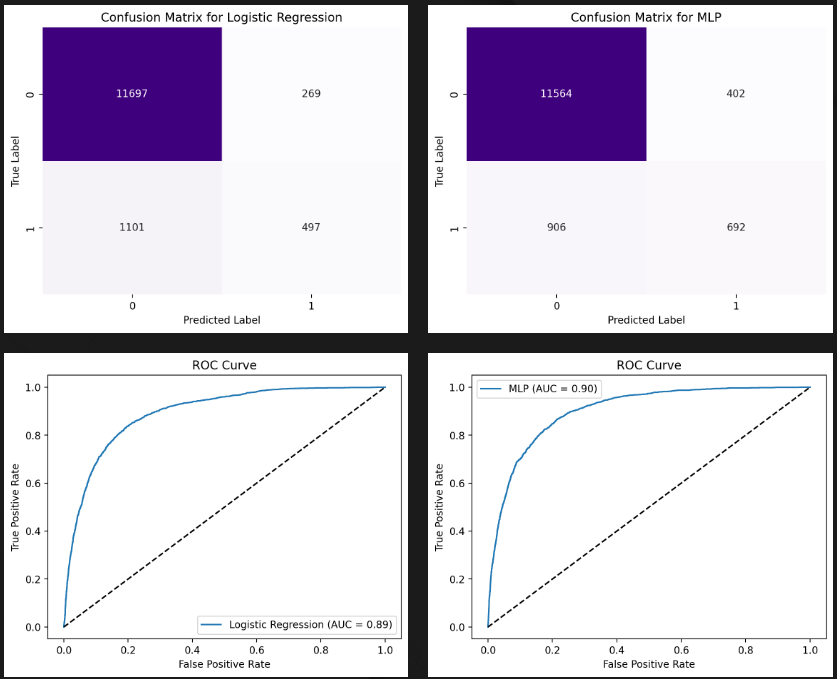 Confusion Matrix for Logistic Regression
True Label
0
11697
269
1
1101
497
0
1
Predicted Label
Confusion Matrix for MLP
True Label
0
11564
402
1
906
692
0
1
Predicted Label
ROC Curve
True Positive Rate
1.0
0.8
0.6
0.4
0.2
0.0
Logistic Regression (AUC = 0.89)
0.0
0.2
0.4
0.6
0.8
1.0
False Positive Rate
ROC Curve
True Positive Rate
MLP (AUC = 0.90)
1.0
0.8
0.6
0.4
0.2
0.0
0.0
0.2
0.4
0.6
0.8
1.0
False Positive Rate